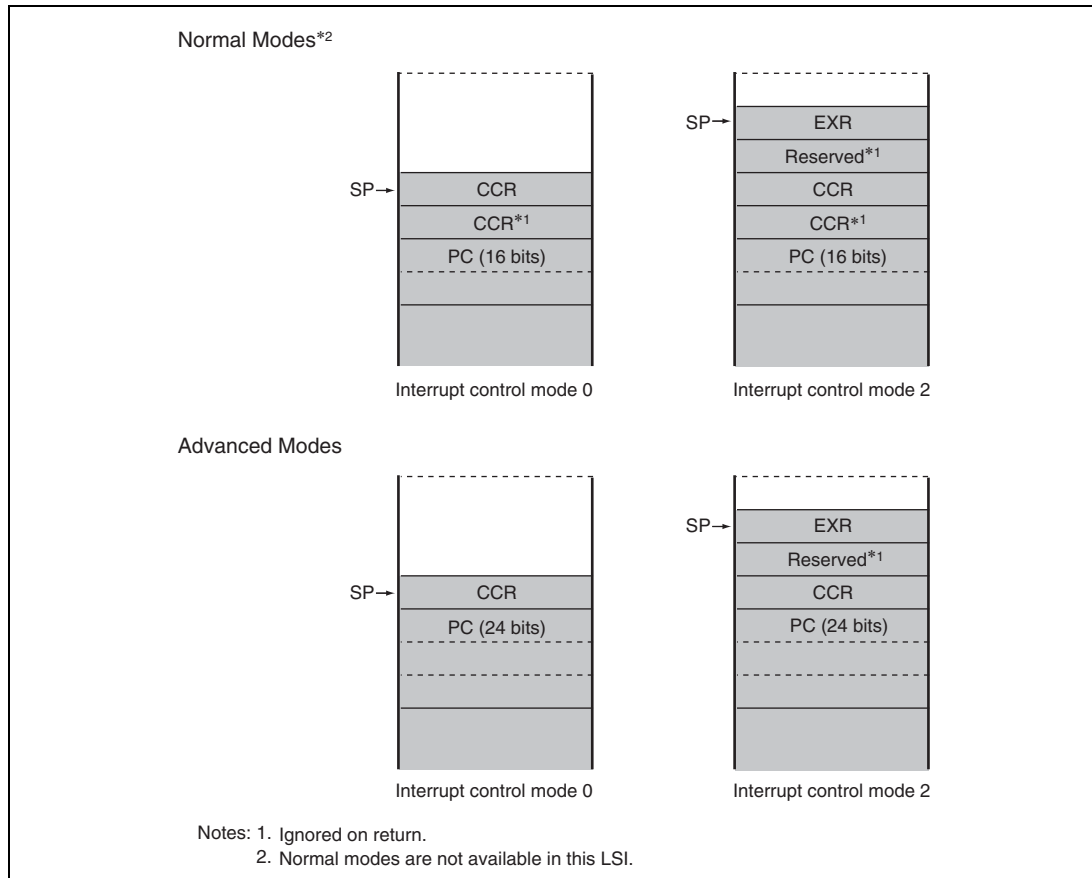 Normal Modes*2
SP
CCR
CCR*1
PC (16 bits)
Interrupt control mode 0
SP
EXR
Reserved*1
CCR
CCR*1
PC (16 bits)
Interrupt control mode 2
Advanced Modes
SP
CCR
PC (24 bits)
Interrupt control mode 0
SP
EXR
Reserved*1
CCR
PC (24 bits)
Interrupt control mode 2
Notes: 1. Ignored on return.
2. Normal modes are not available in this LSI.